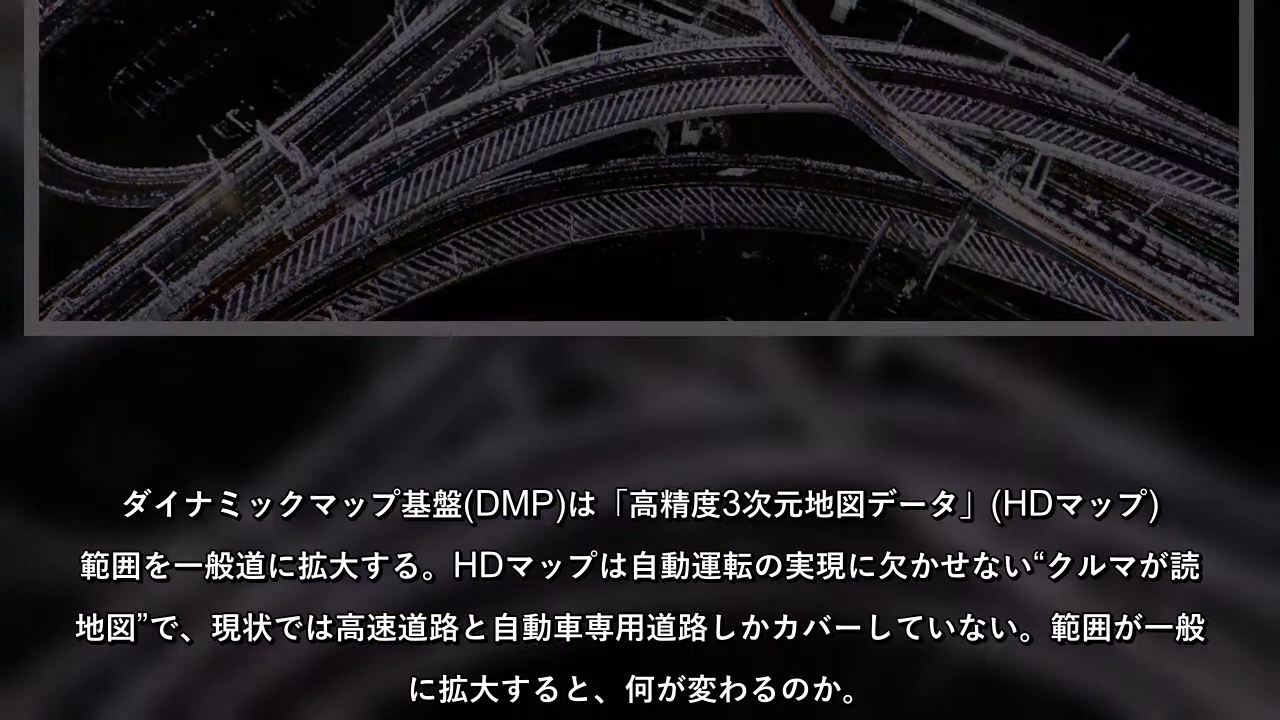 ダイナミックマップ基盤(DMP)は「高精度3次元地図データ」(HDマップ)
範囲を一般道に拡大する。HDマップは自動運転の実現に欠かせない“クルマが読
地図”で、現状では高速道路と自動車専用道路しかカバーしていない。範囲が一般
に拡大すると、何が変わるのか。